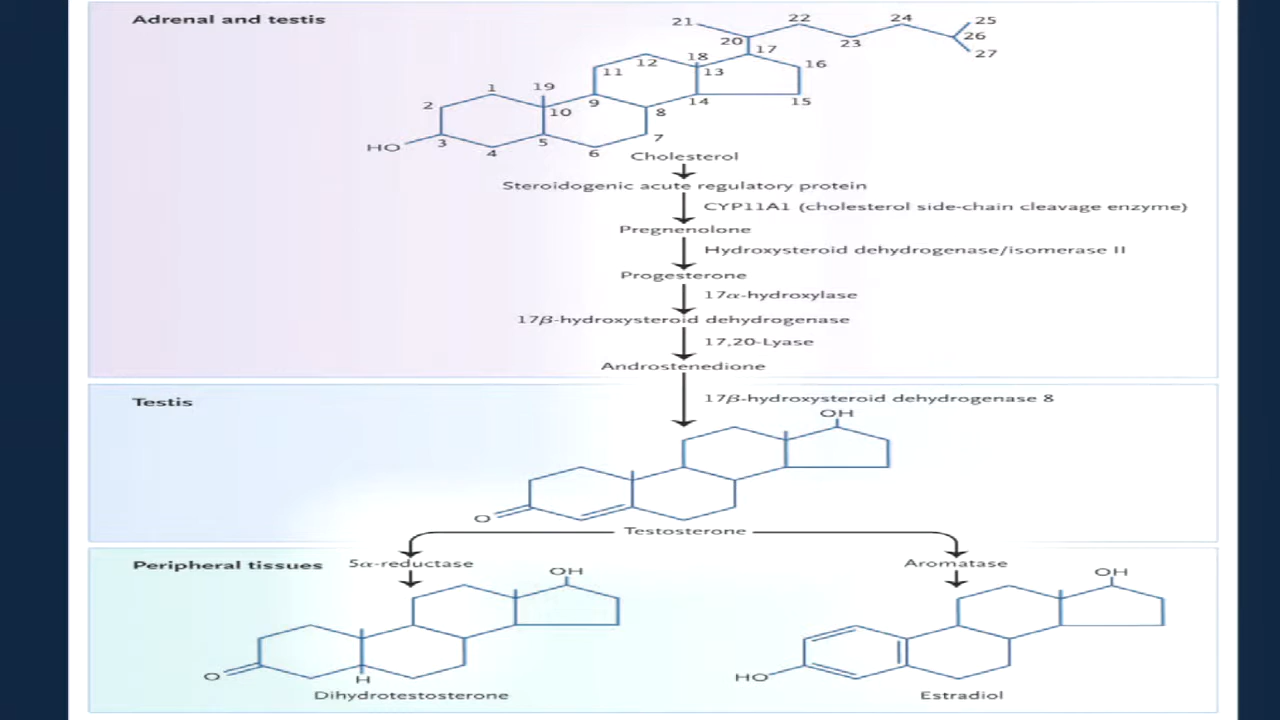 Adrenal and testis
21
22
24
25
20
17
23
26
27
18
12
13
16
11
19
1
2
9
14
15
10
8
HO
3
4
5
6
7
Cholesterol
Steroidogenic acute regulatory protein
CYP11A1 (cholesterol side-chain cleavage enzyme)
Pregnenolone
Hydroxysteroid dehydrogenase/isomerase II
Progesterone
17α-hydroxylase
17β-hydroxysteroid dehydrogenase
17,20-Lyase
Androstenedione
Testis
17β-hydroxysteroid dehydrogenase 8
OH
O
Testosterone
Peripheral tissues
5α-reductase
Aromatase
OH
OH
O
H
HO
Dihydrotestosterone
Estradiol